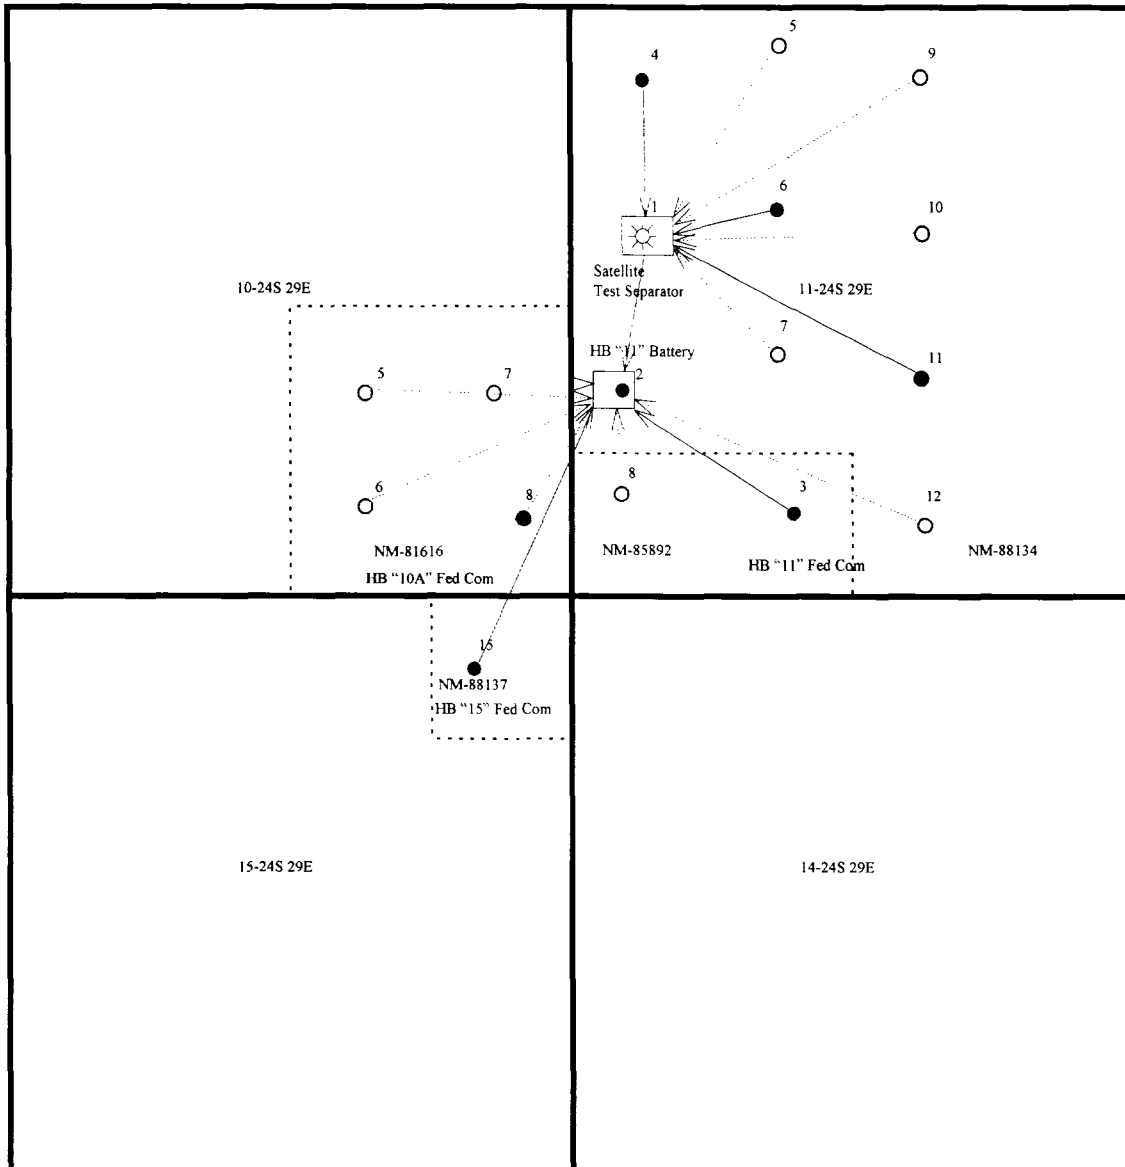 5
4
9
6
1
10
Satellite
Test Separator
10-24S 29E
11-24S 29E
7
HB "11" Battery
11
5
7
2
6
8
8
3
12
NM-81616
NM-85892
NM-88134
HB "10A" Fed Com
HB "11" Fed Com
15
NM-88137
HB "15" Fed Com
15-24S 29E
14-24S 29E